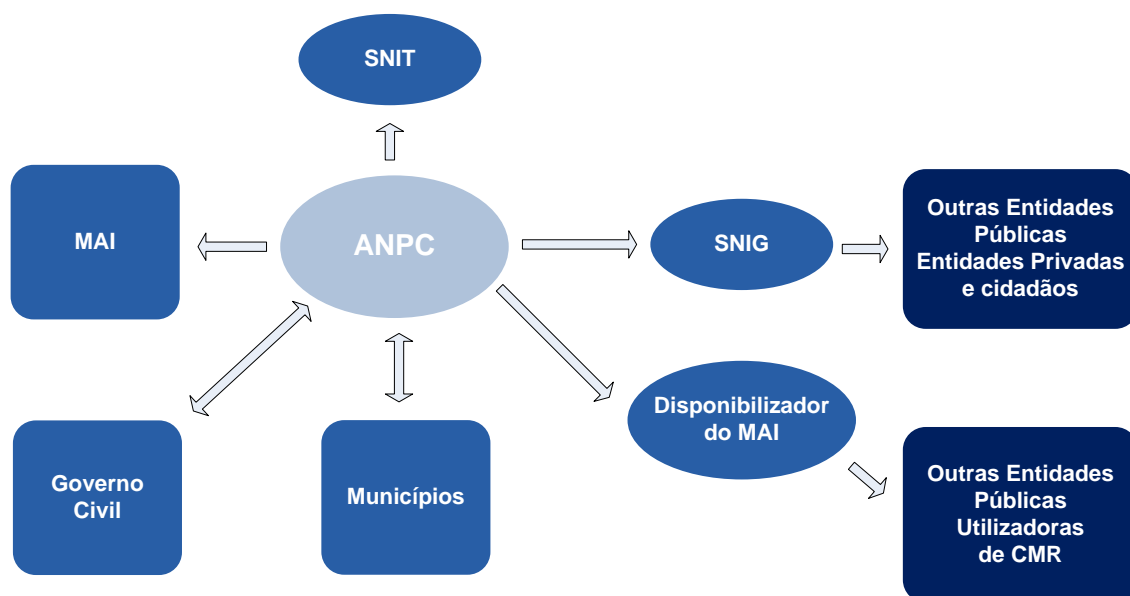 SNIT
MAI
ANPC
SNIG
Outras Entidades
Públicas
Entidades Privadas
e cidadãos
Disponibilizador
do MAI
Governo
Civil
Municípios
Outras Entidades
Públicas
Utilizadoras
de CMR